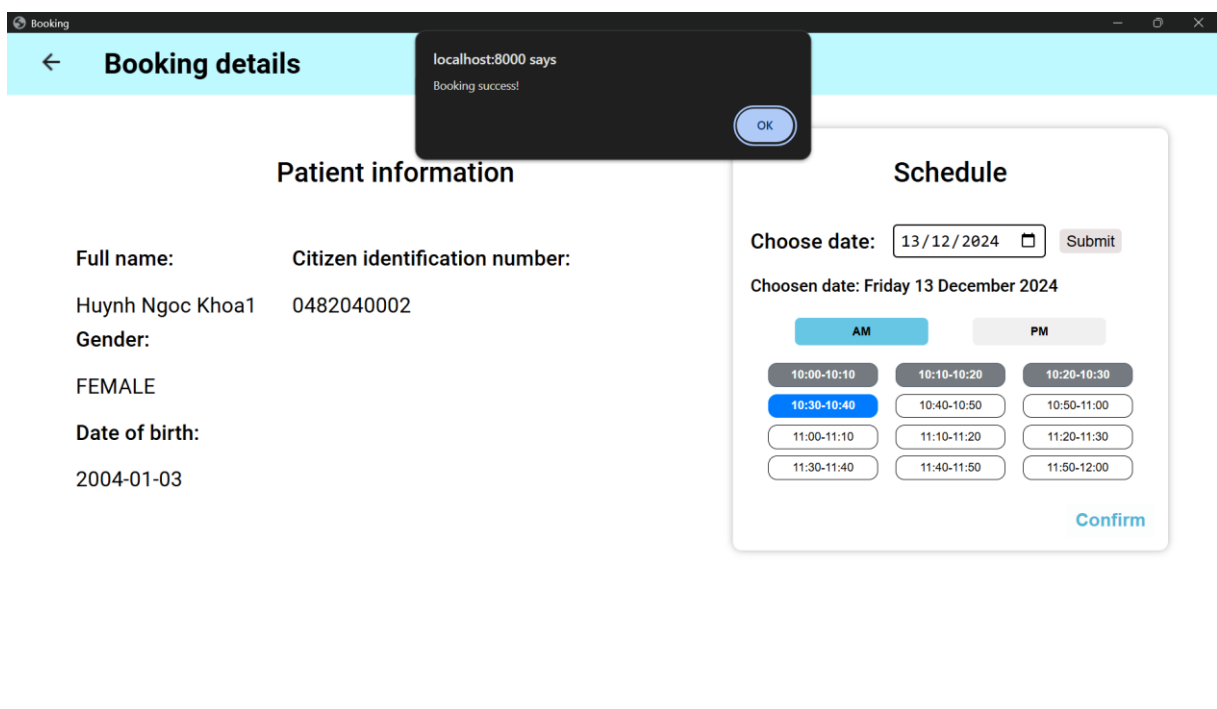 Booking
Booking details
localhost:8000 says
Booking success!
OK
Patient information
Full name:
Citizen identification number:
Huynh Ngoc Khoa1
0482040002
Gender:
FEMALE
Date of birth:
2004-01-03
Schedule
Choose date: 13/12/2024 Submit
Choosen date: Friday 13 December 2024
AM PM
10:00-10:10 10:10-10:20 10:20-10:30
10:30-10:40 10:40-10:50 10:50-11:00
11:00-11:10 11:10-11:20 11:20-11:30
11:30-11:40 11:40-11:50 11:50-12:00
Confirm